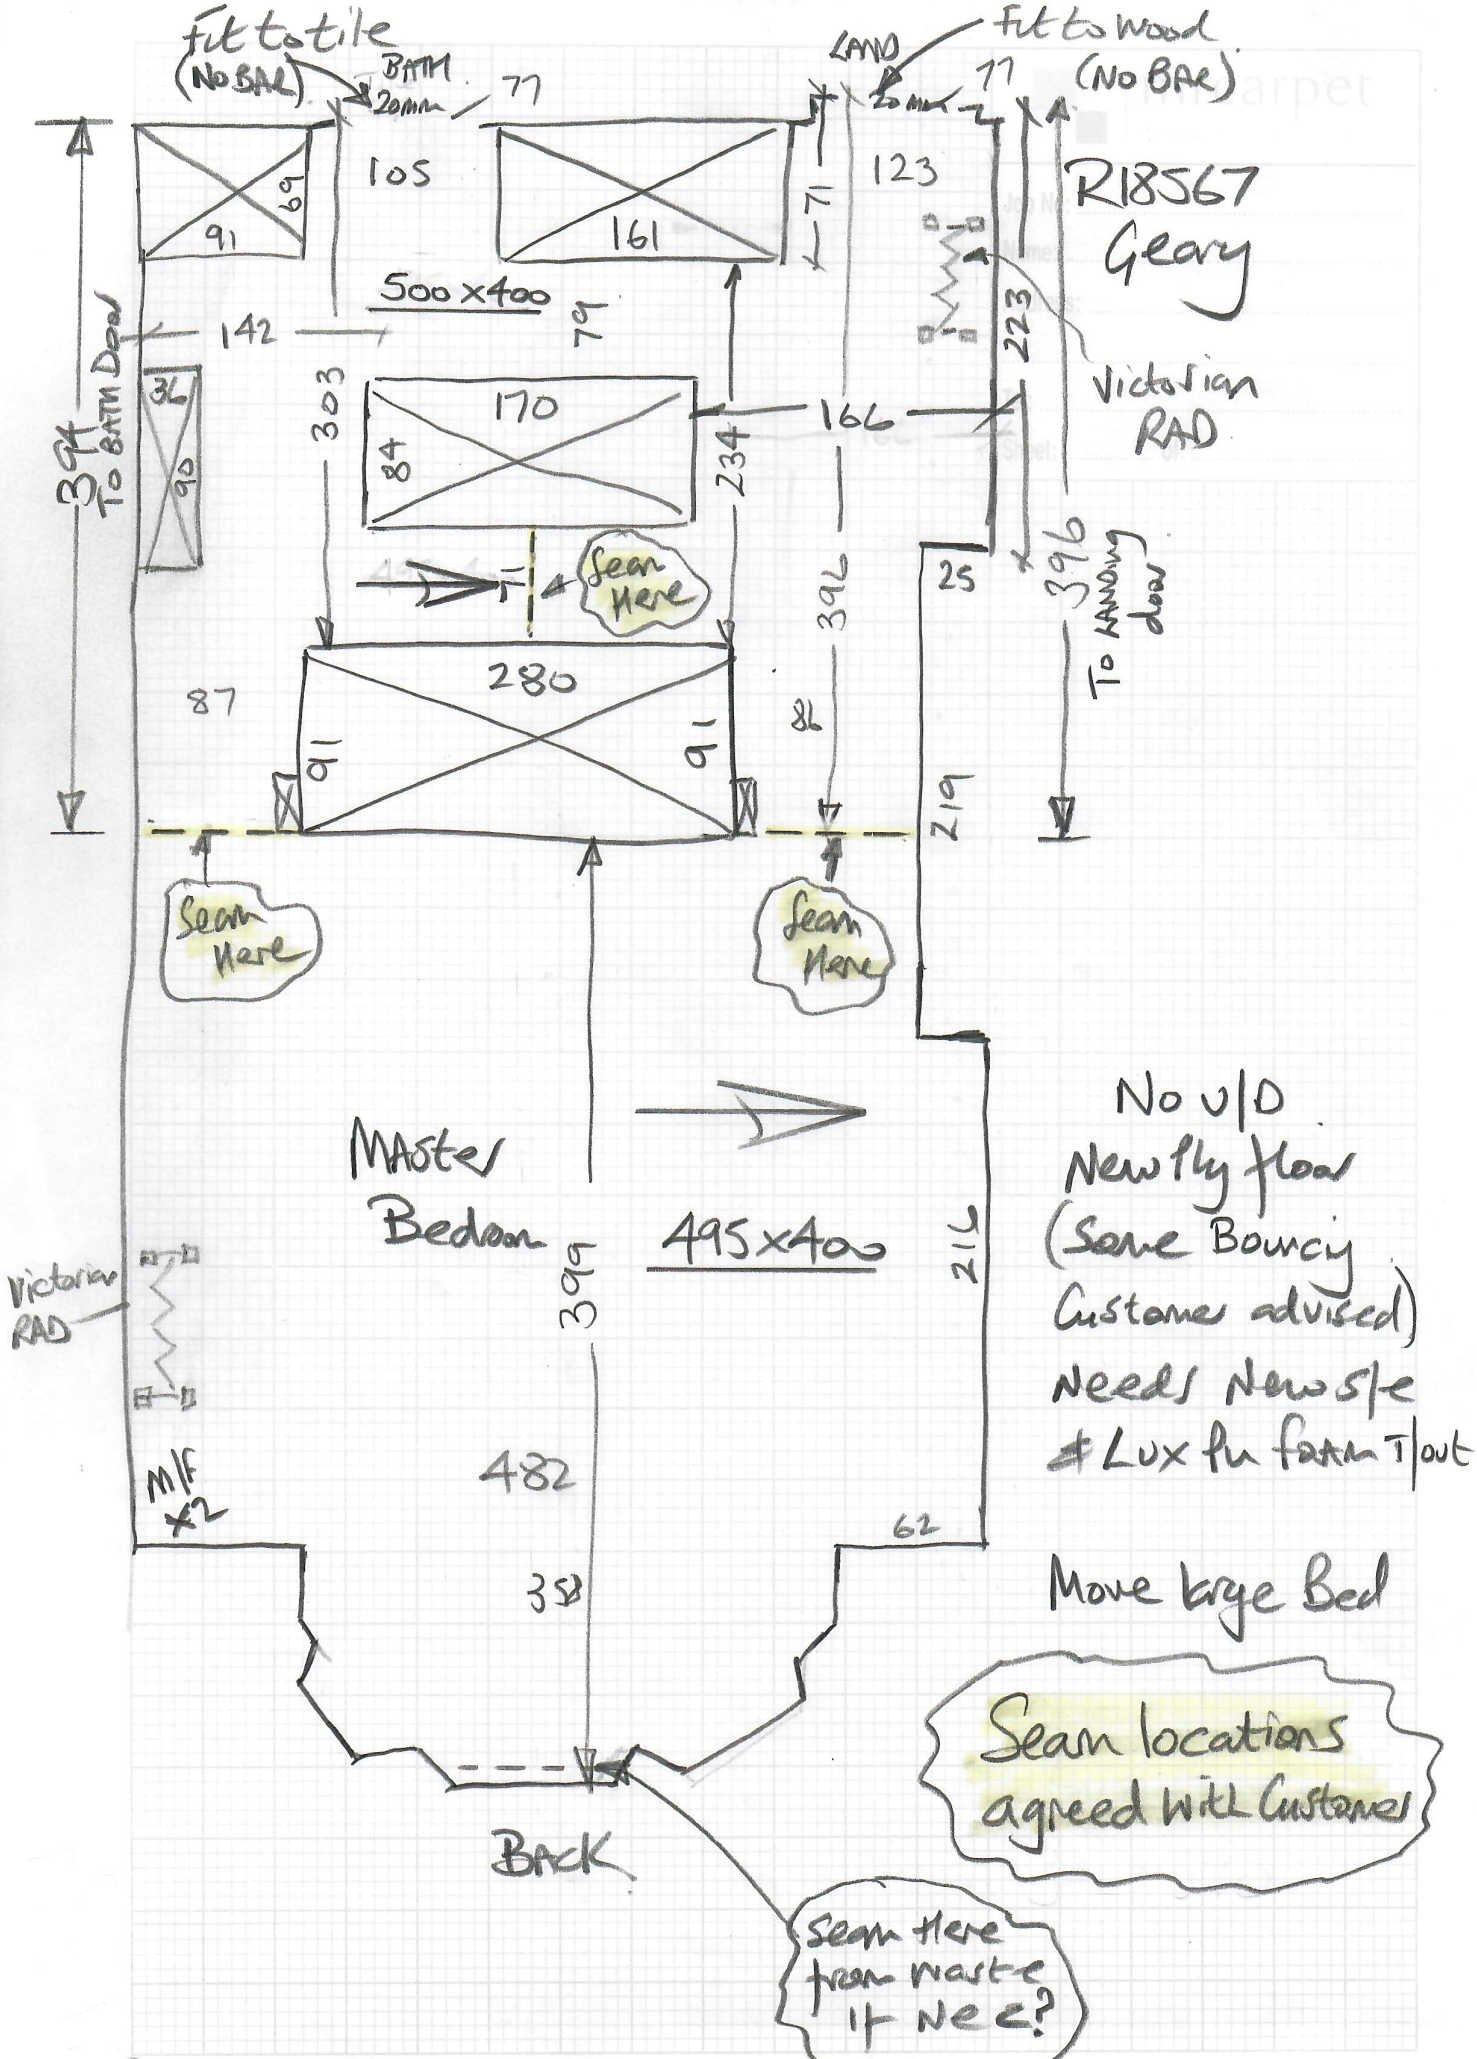 Fit to tile
(NO BAR)
BATH
20mm
77
LAND
20mm
77
Fit to wood
(NO BAR)
arpet
R18567
Geary
105
123
69
91
161
71
500 x 400
142
79
223
394
To BATH Door
36
90
303
170
84
234
166
392
Victorian
RAD
396
To LANDING
door
25
Seam
Here
87
280
91
91
86
219
Seam
Here
Seam
Here
MAster
Bedroom
399
495x400
216
Victorian
RAD
M/F
x2
482
62
358
No U/D
New Ply floor
(Some Bouncy
Customer advised)
Needs New s/e
& Lux Pu foam T/out
Move large Bed
Seam locations
agreed with Customer
BACK
Seam Here
from waste
if Nec?